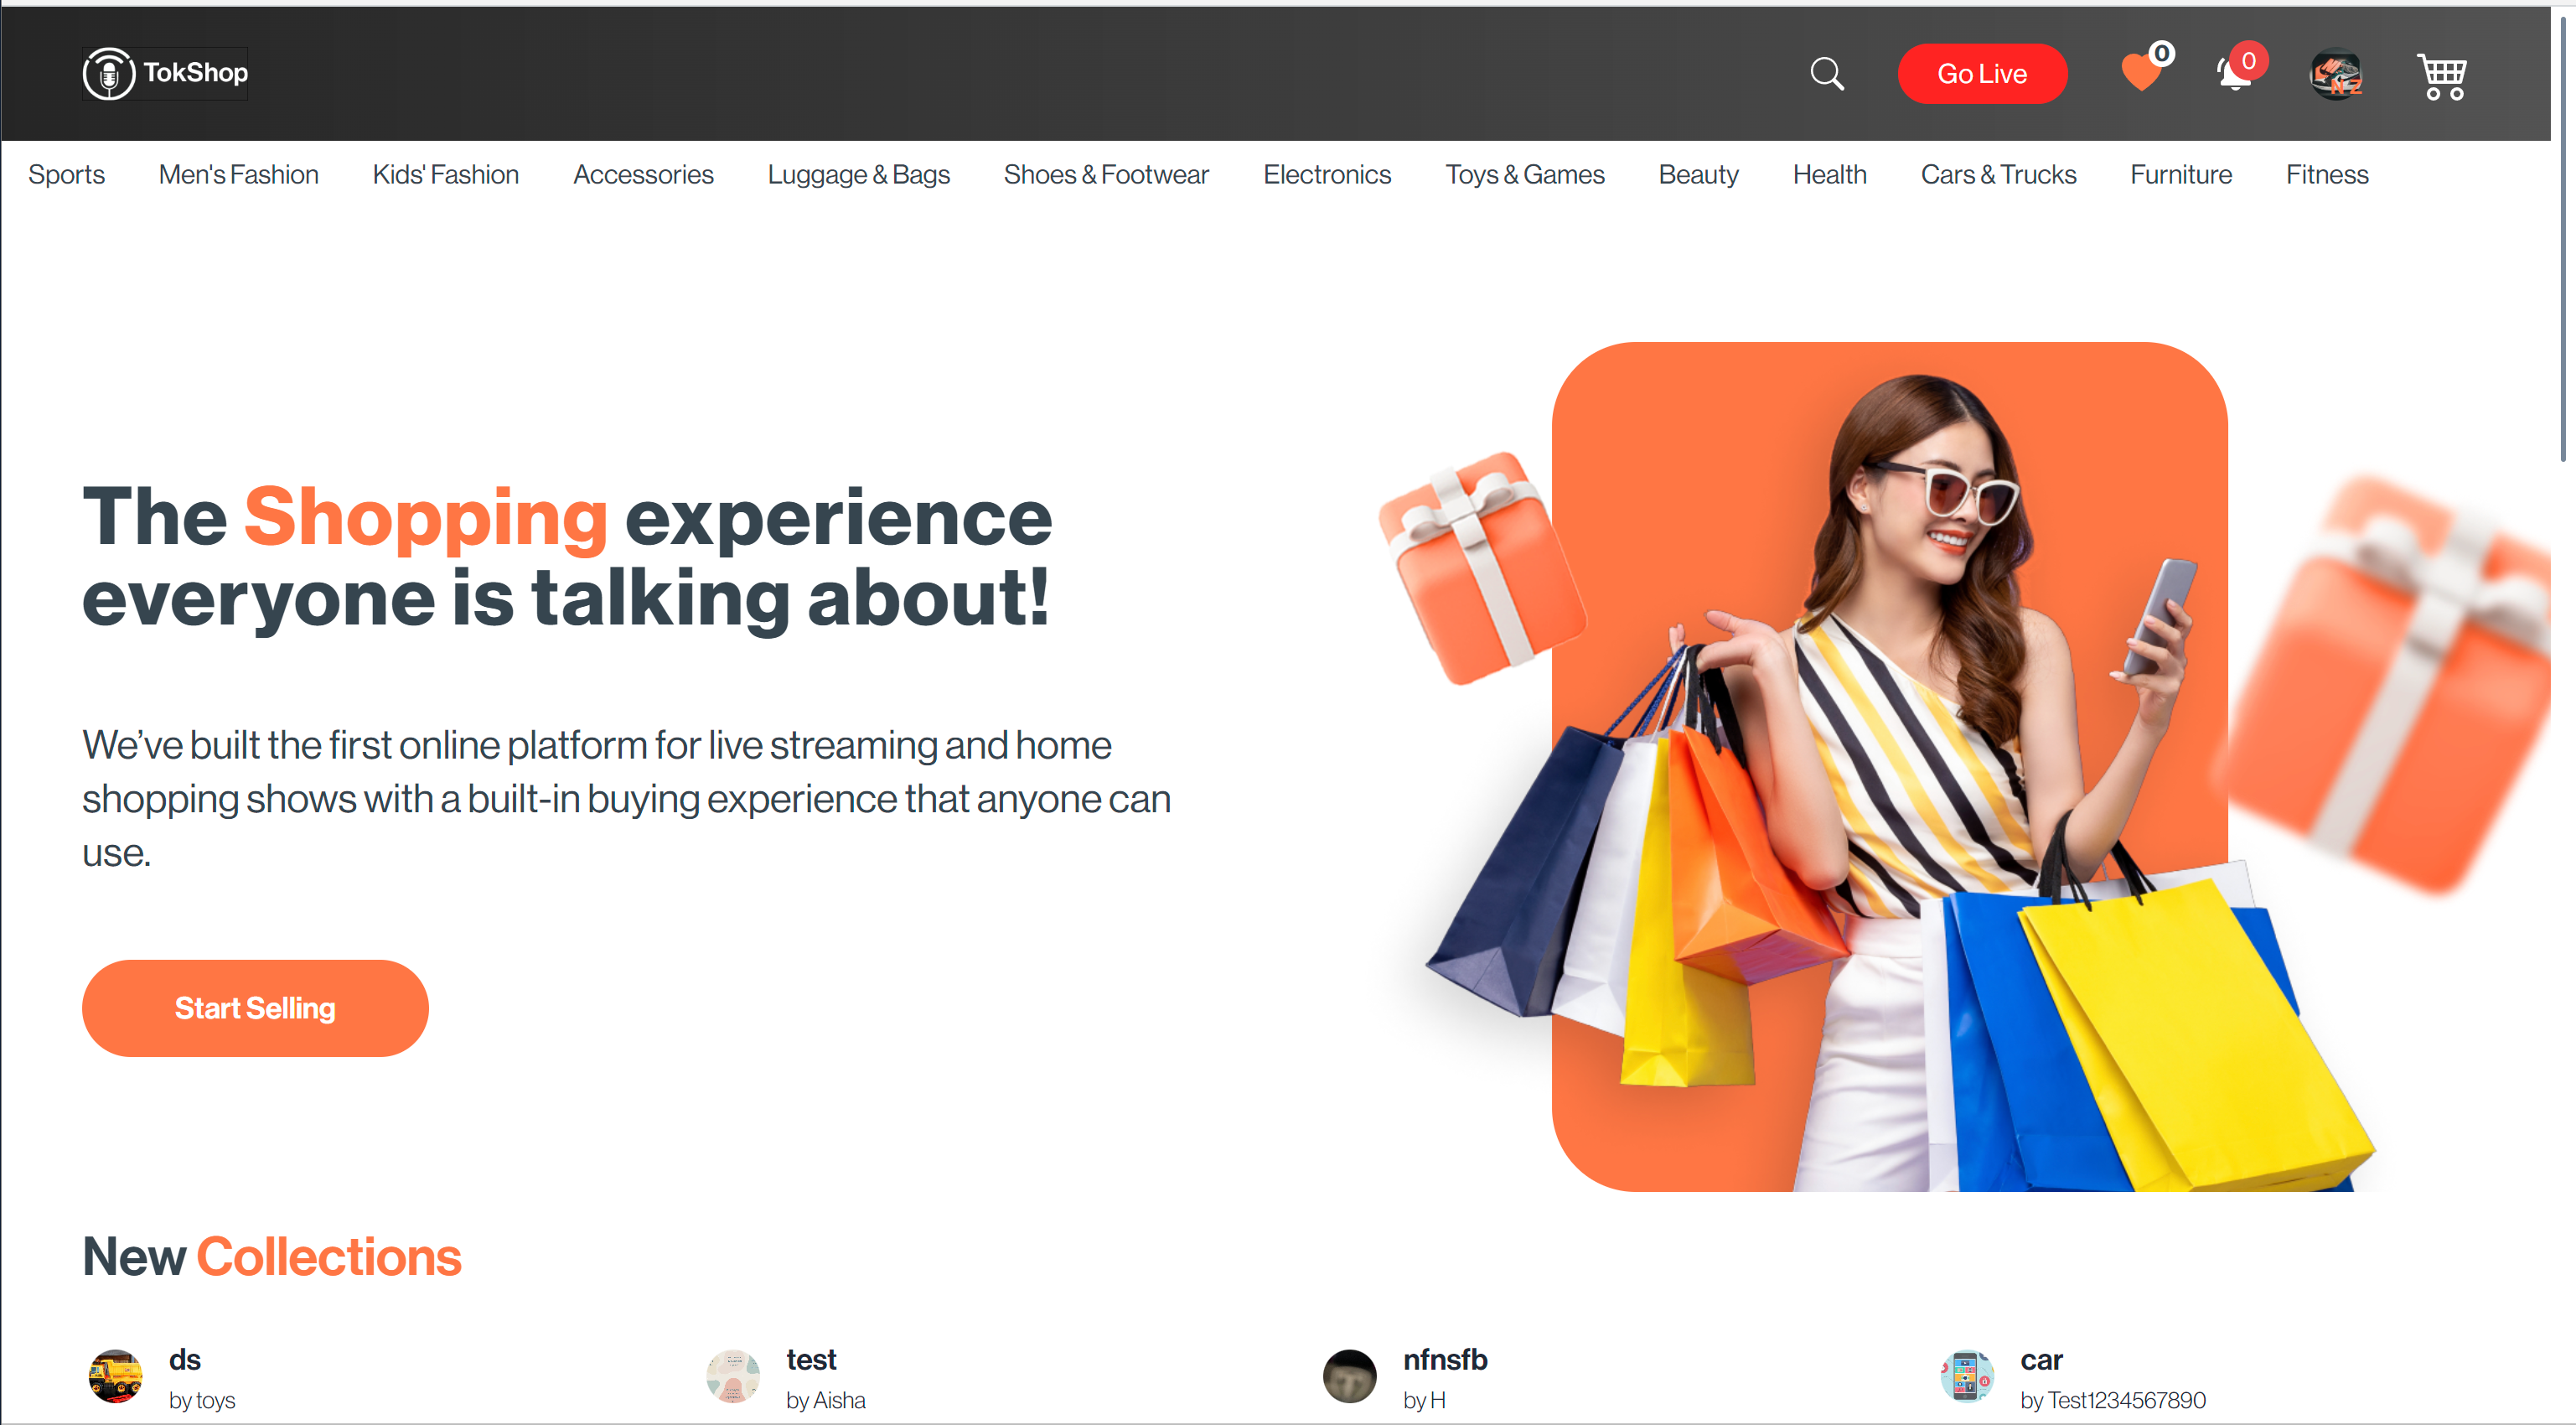 TokShop
Go Live
0
0
NZ
Sports Men's Fashion Kids' Fashion Accessories Luggage & Bags Shoes & Footwear Electronics Toys & Games Beauty Health Cars & Trucks Furniture Fitness
The Shopping experience
everyone is talking about!
We’ve built the first online platform for live streaming and home
shopping shows with a built-in buying experience that anyone can
use.
Start Selling
New Collections
ds
by toys
test
by Aisha
nfnsfb
by H
car
by Test1234567890